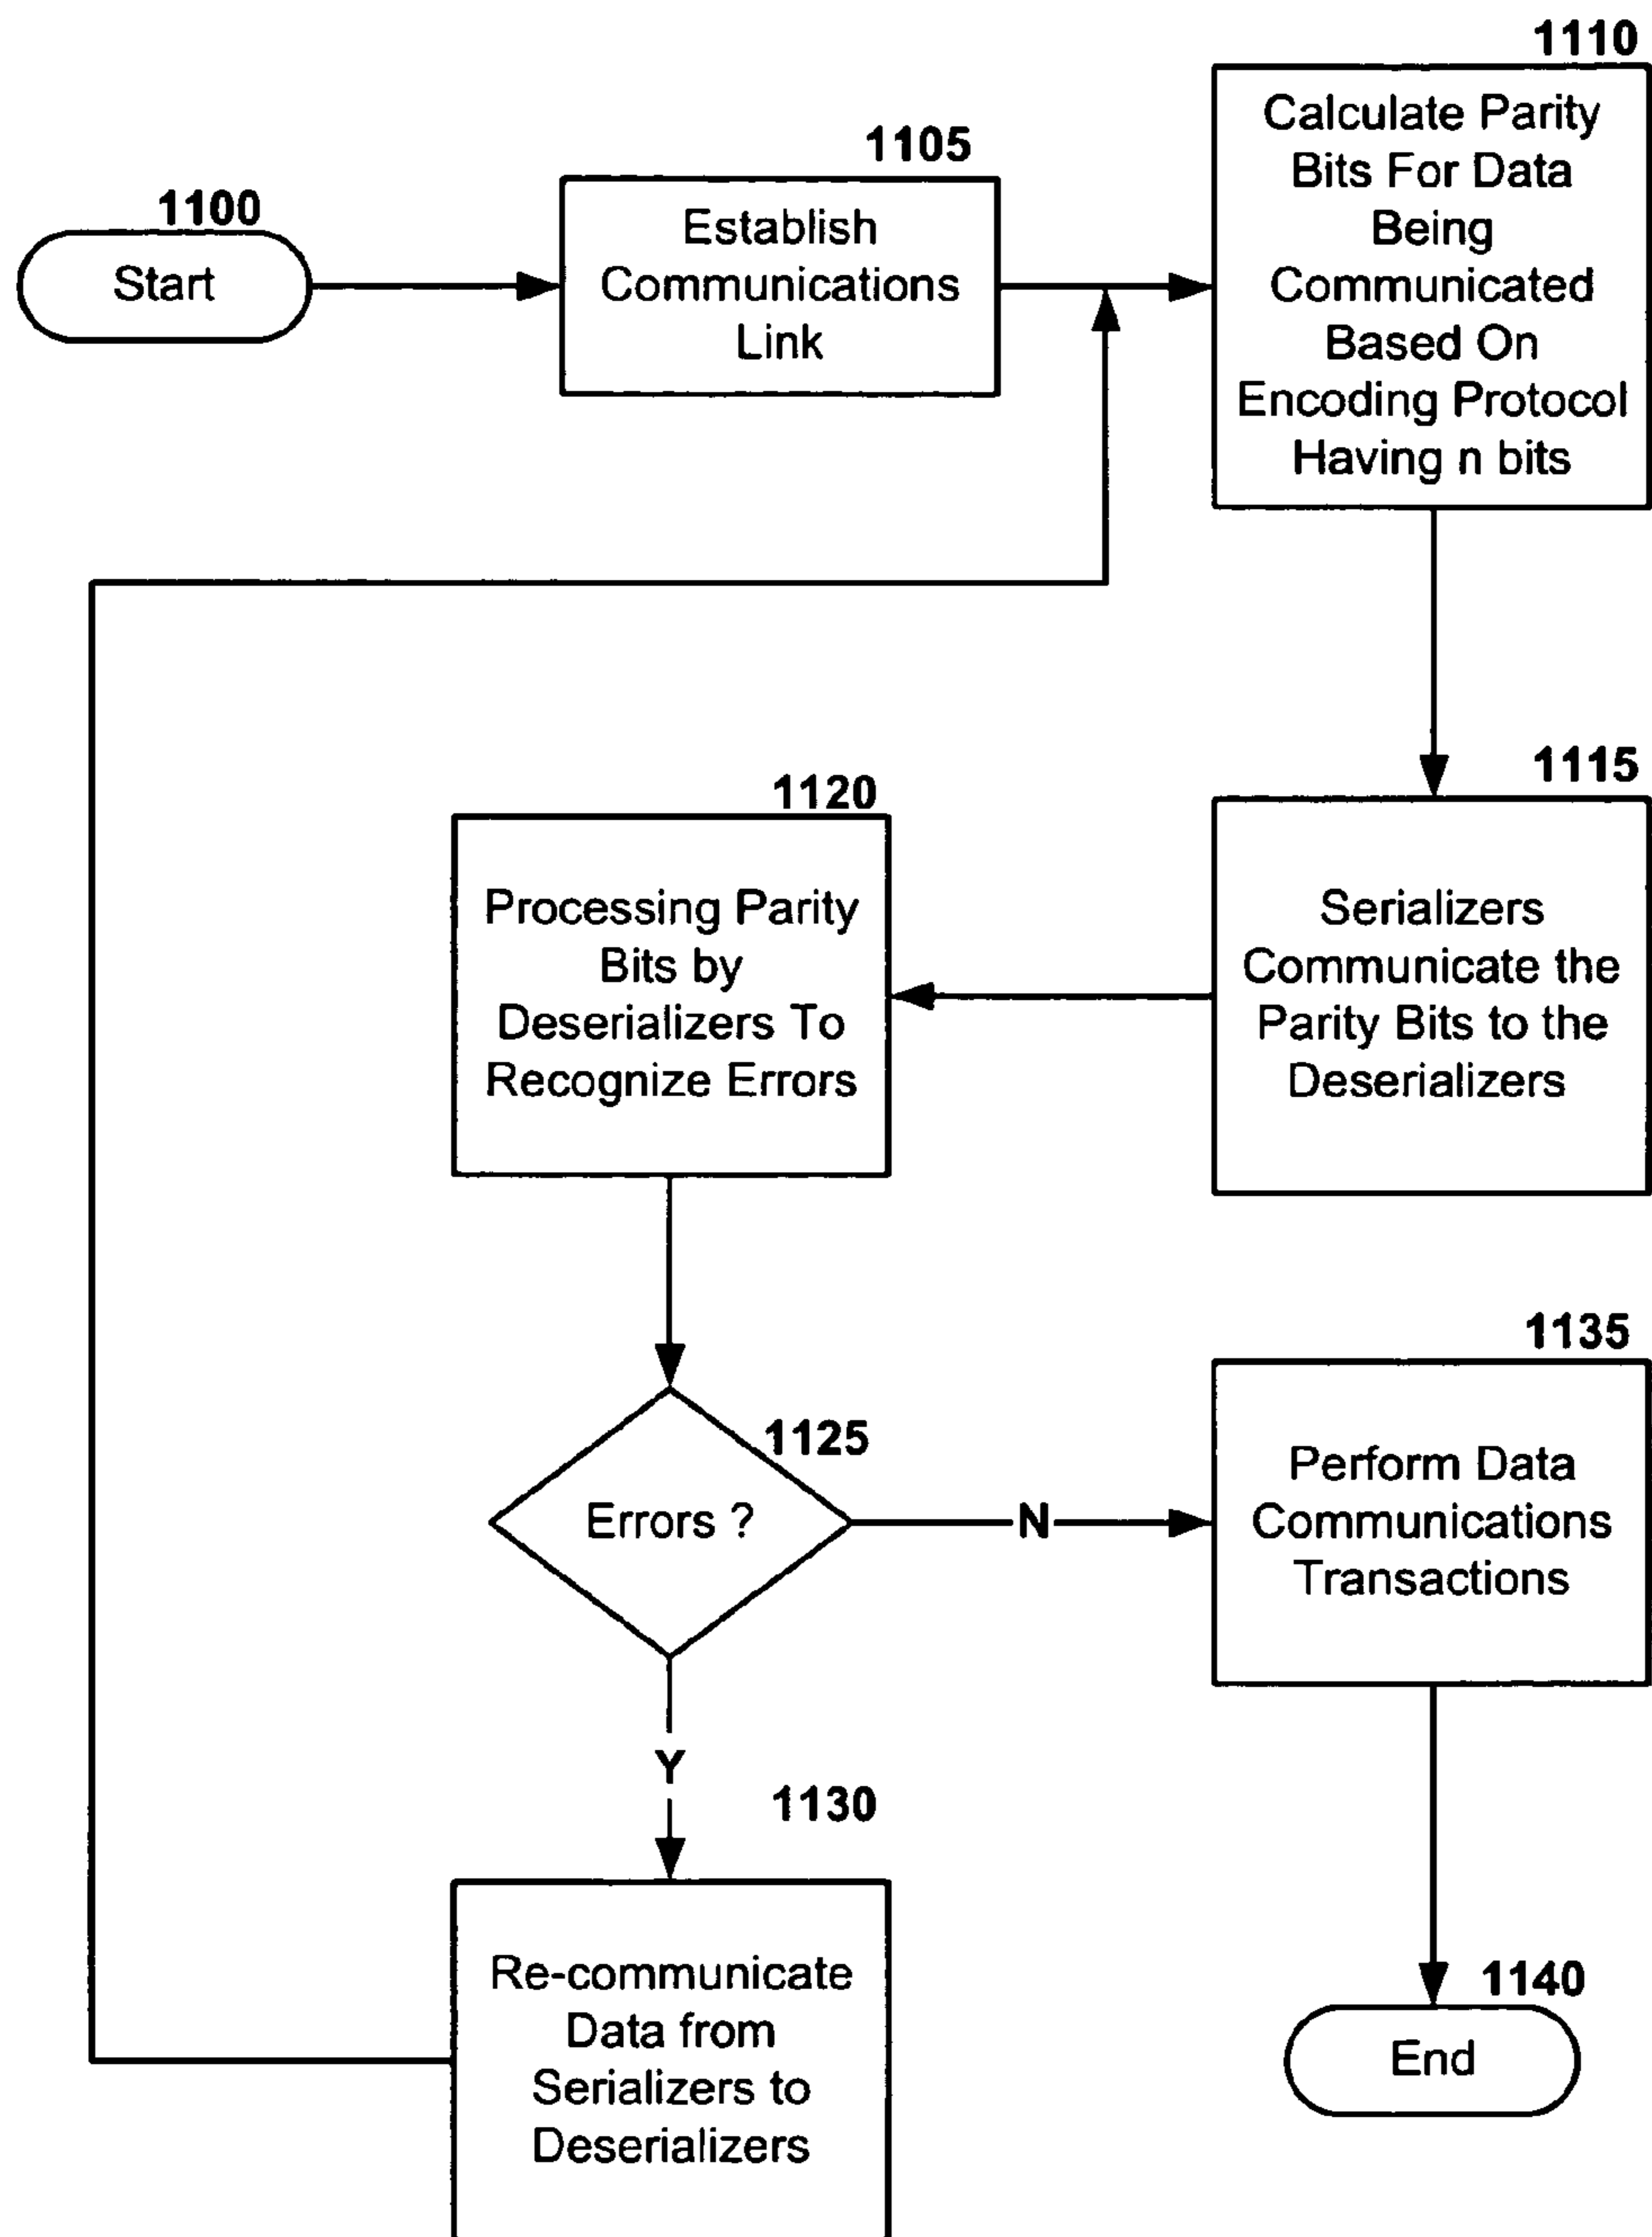 1100
Start
1105
Establish
Communications
Link
1110
Calculate Parity
Bits For Data
Being
Communicated
Based On
Encoding Protocol
Having n bits
1115
Serializers
Communicate the
Parity Bits to the
Deserializers
1120
Processing Parity
Bits by
Deserializers To
Recognize Errors
1125
Errors ?
N
Y
1130
Re-communicate
Data from
Serializers to
Deserializers
1135
Perform Data
Communications
Transactions
1140
End